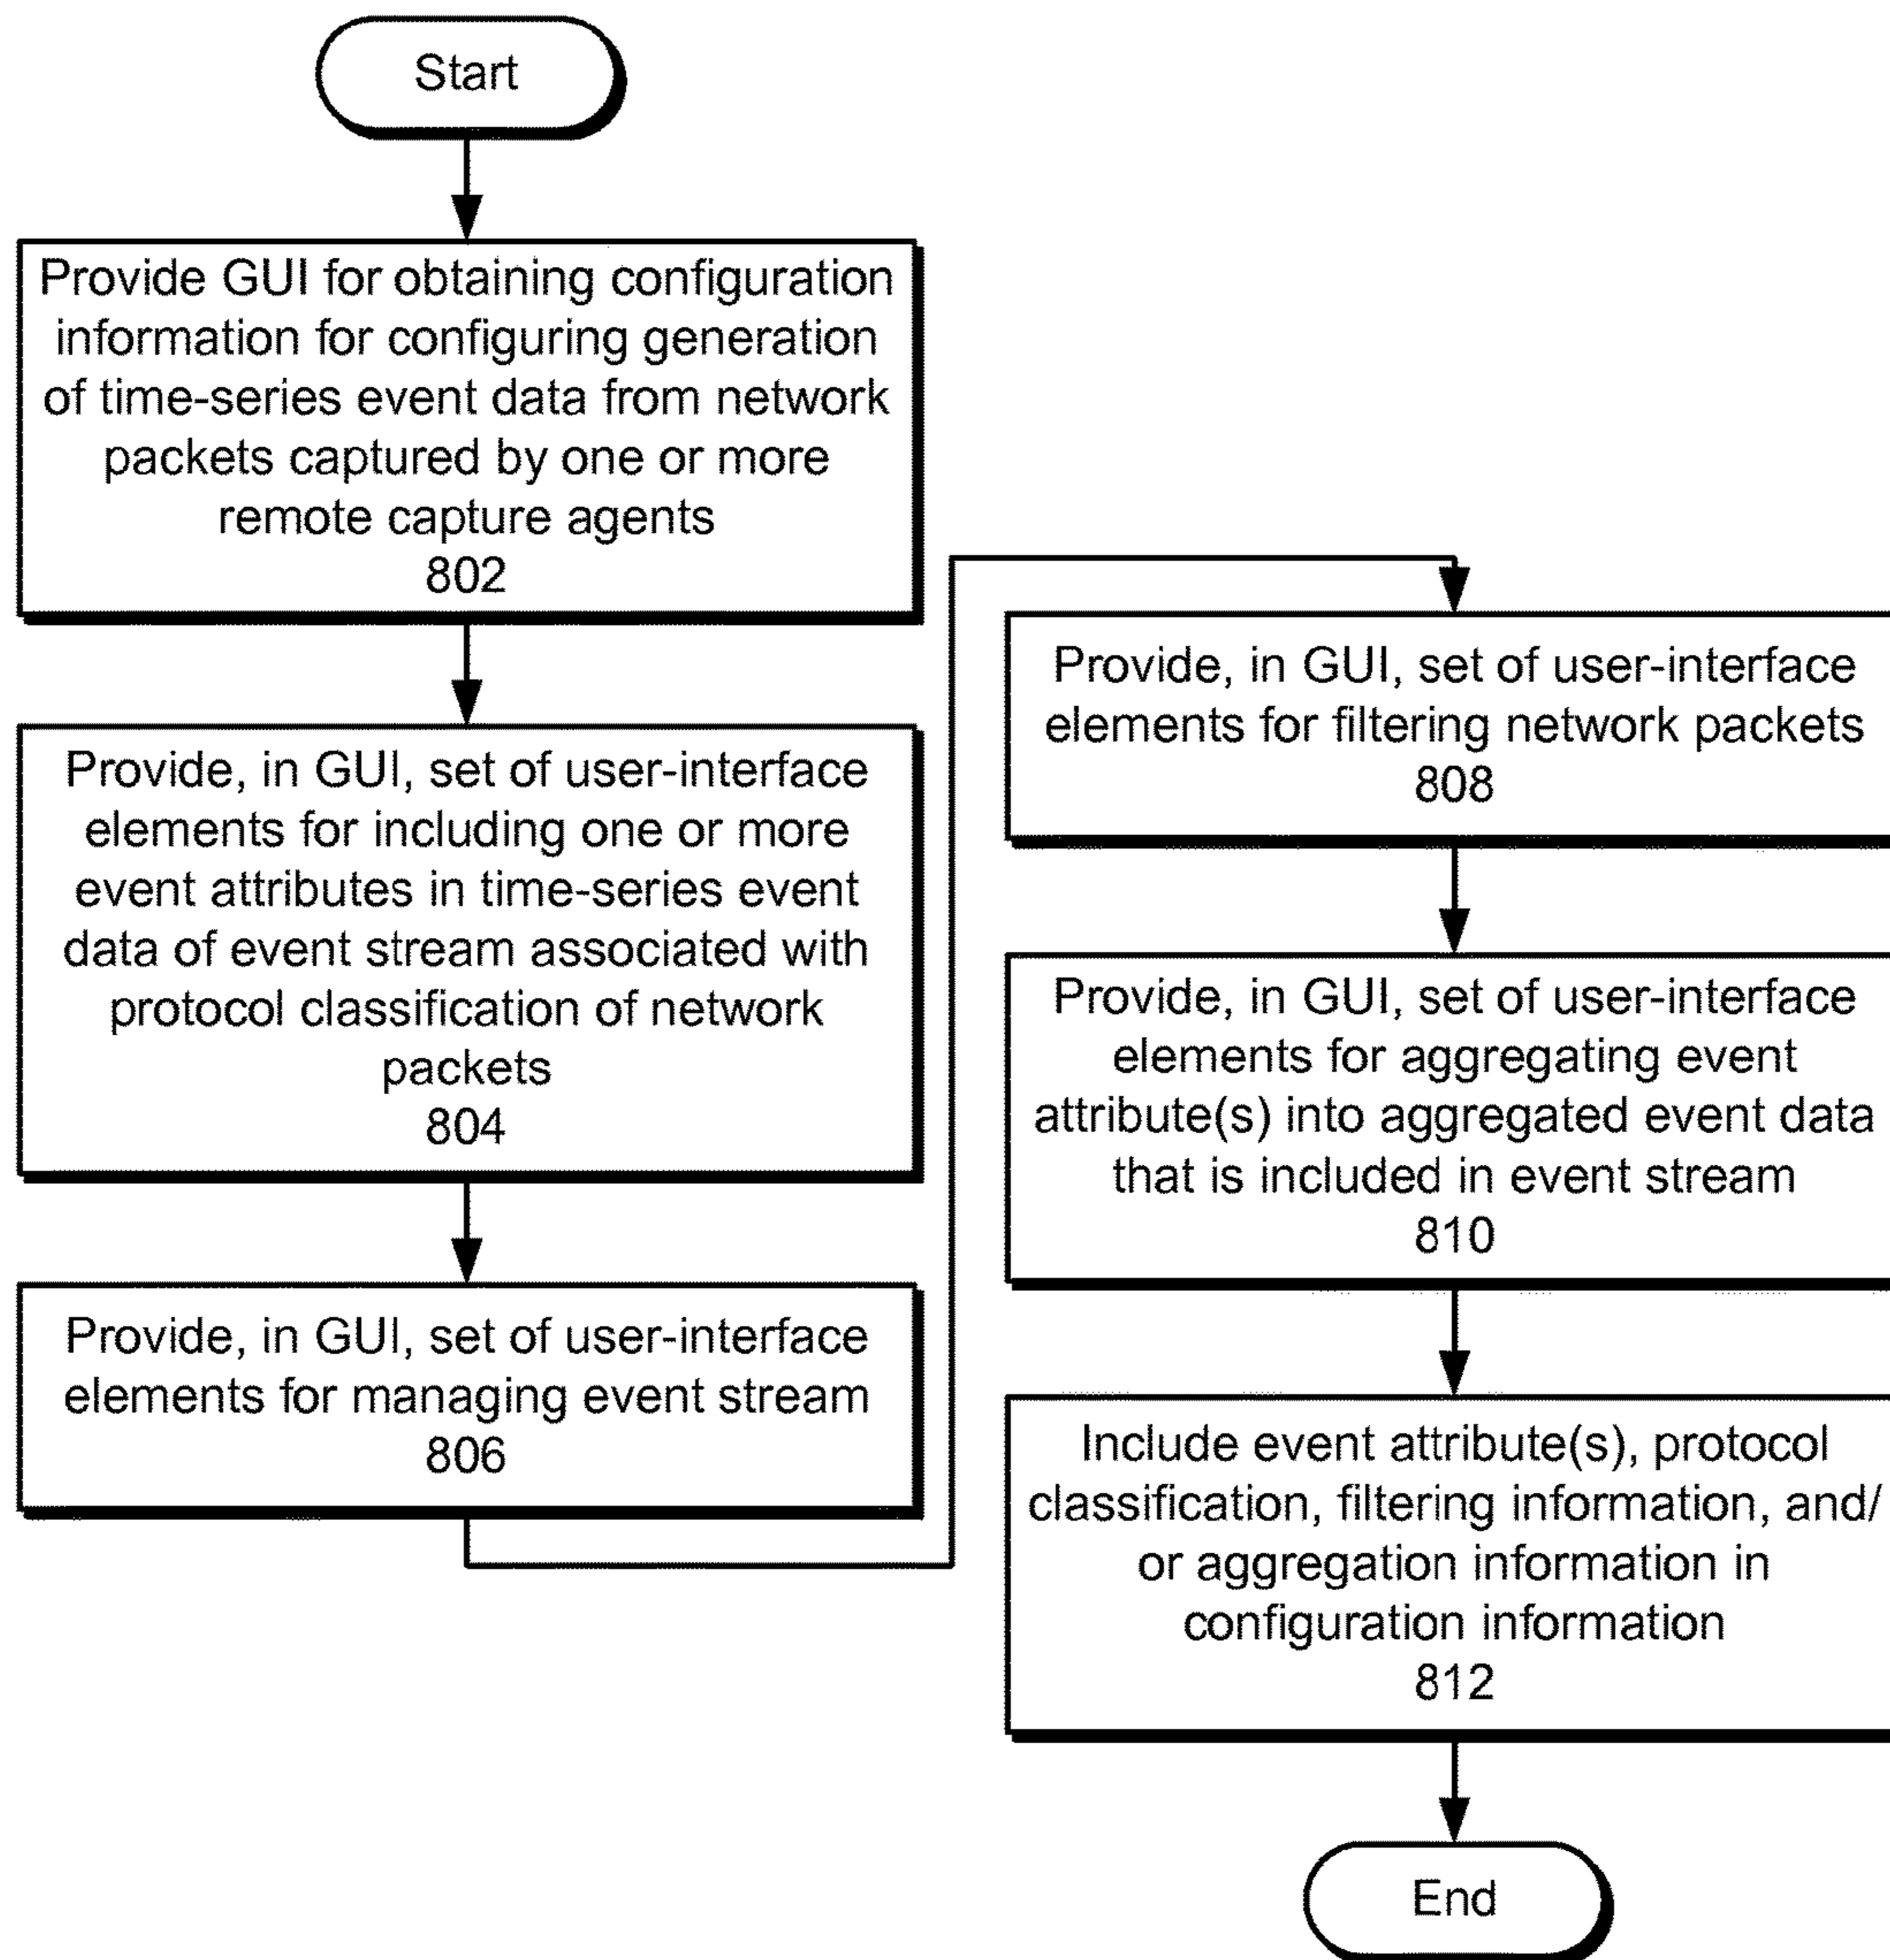 Start
Provide GUI for obtaining configuration
information for configuring generation
of time-series event data from network
packets captured by one or more
remote capture agents
802
Provide, in GUI, set of user-interface
elements for including one or more
event attributes in time-series event
data of event stream associated with
protocol classification of network
packets
804
Provide, in GUI, set of user-interface
elements for managing event stream
806
Provide, in GUI, set of user-interface
elements for filtering network packets
808
Provide, in GUI, set of user-interface
elements for aggregating event
attribute(s) into aggregated event data
that is included in event stream
810
Include event attribute(s), protocol
classification, filtering information, and/
or aggregation information in
configuration information
812
End